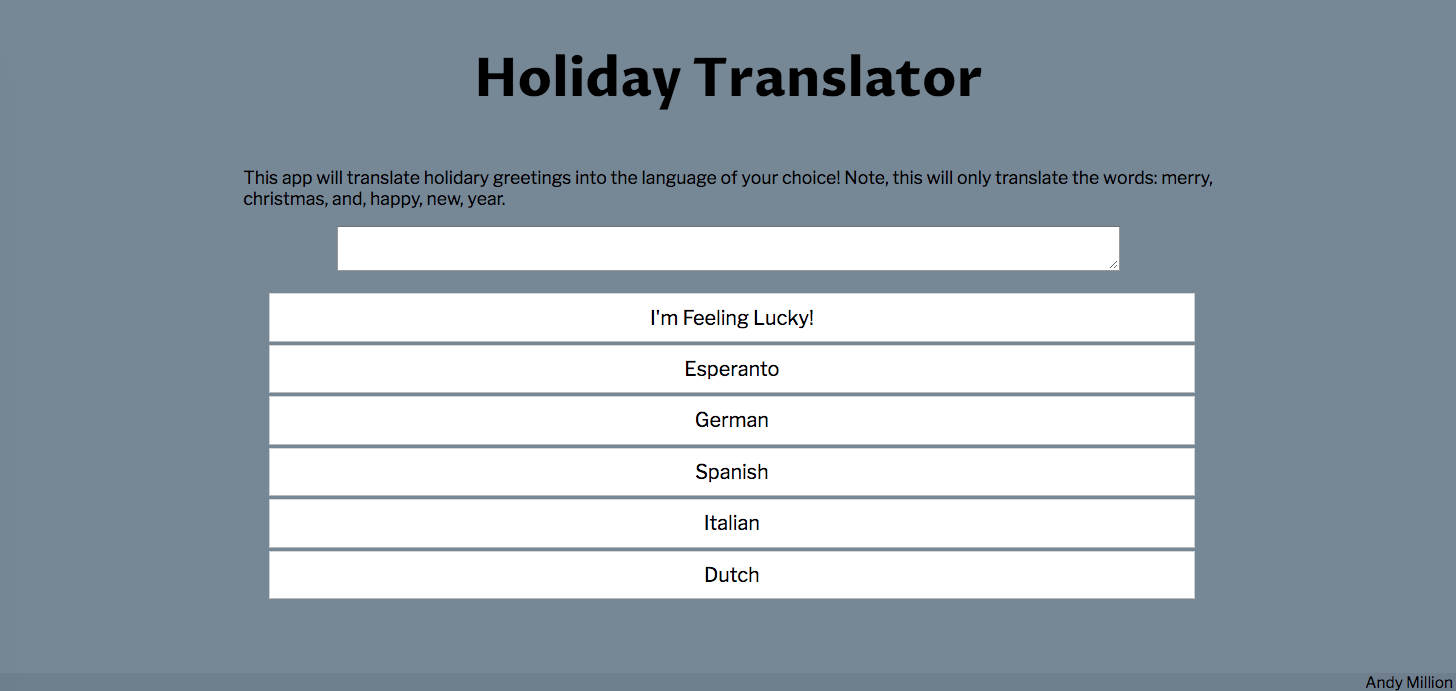 Holiday Translator
This app will translate holidary greetings into the language of your choice! Note, this will only translate the words: merry,
christmas, and, happy, new, year.
I'm Feeling Lucky!
Esperanto
German
Spanish
Italian
Dutch
Andy Million